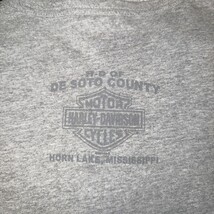 H-D OF
DE SOTO COUNTY
MOTOR
HARLEY-DAVIDSON
CYCLES
HORN LAKE, MISSISSIPPI